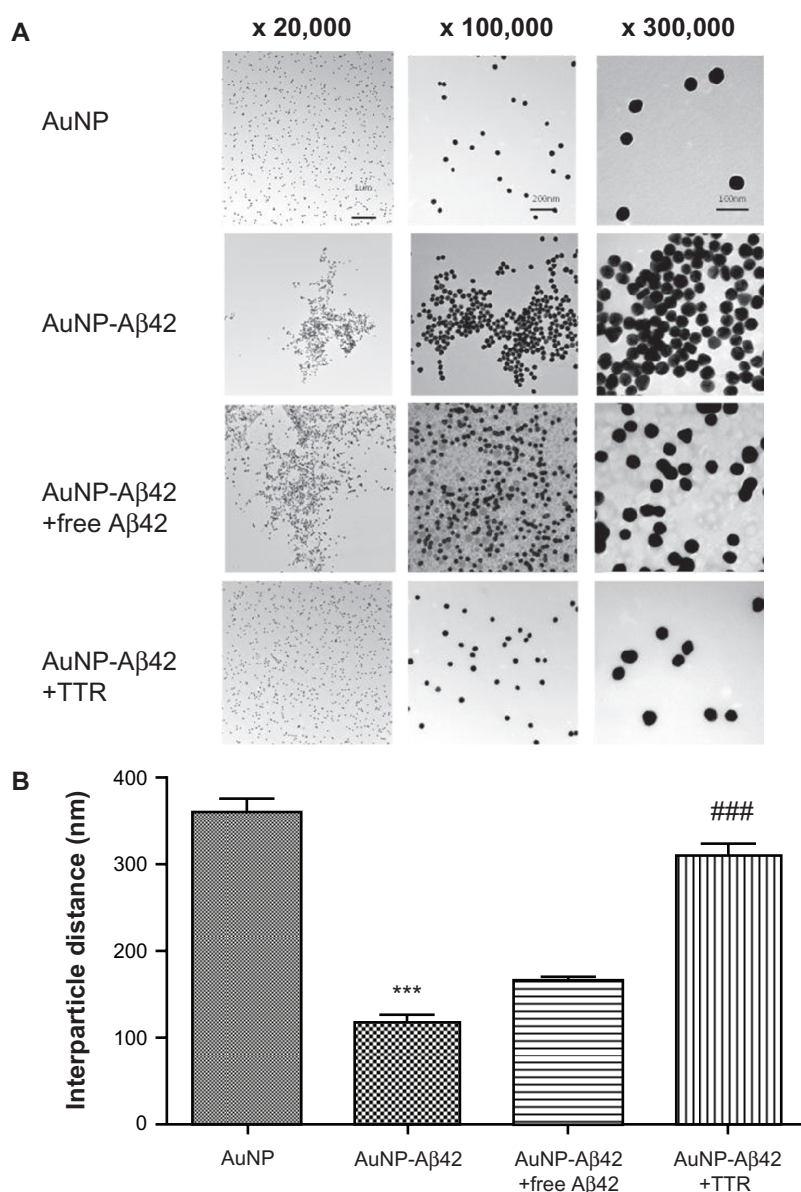 A
x 20,000
x 100,000
x 300,000
AuNP
1um
200nm
100nm
AuNP-Aβ42
AuNP-Aβ42
+free Aβ42
AuNP-Aβ42
+TTR
B
Interparticle distance (nm)
400
300
200
100
0
***
###
AuNP
AuNP-Aβ42
AuNP-Aβ42
+free Aβ42
AuNP-Aβ42
+TTR